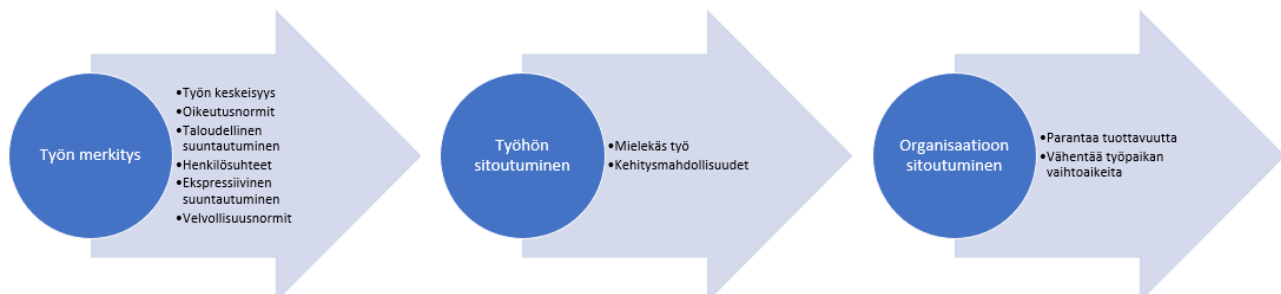 Työn merkitys
•Työn keskeisyys
•Oikeutusnormit
•Taloudellinen
suuntautuminen
•Henkilösuhteet
•Ekspressiivinen
suuntautuminen
•Velvollisuusnormit
Työhön
sitoutuminen
•Mielekäs työ
•Kehitysmahdollisuudet
Organisaatioon
sitoutuminen
•Parantaa tuottavuutta
•Vähentää työpaikan
vaihtoaikeita